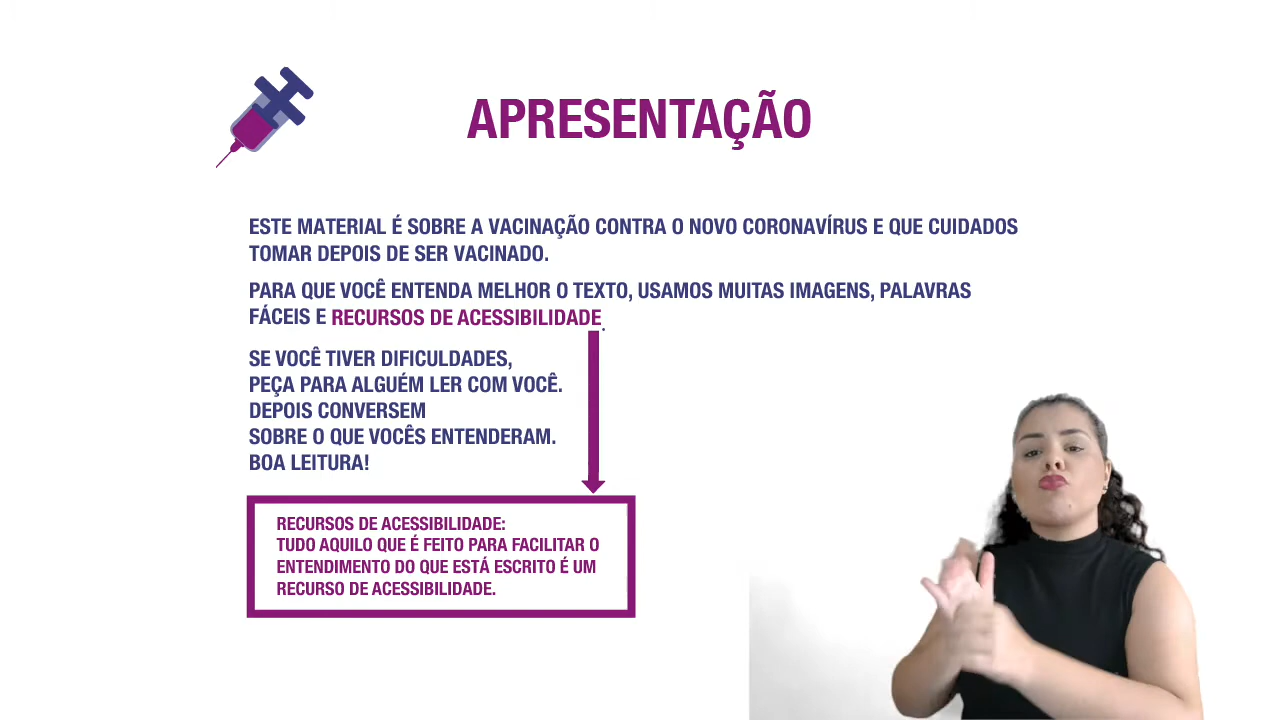 APRESENTAÇÃO
ESTE MATERIAL É SOBRE A VACINAÇÃO CONTRA O NOVO CORONAVÍRUS E QUE CUIDADOS
TOMAR DEPOIS DE SER VACINADO.
PARA QUE VOCÊ ENTENDA MELHOR O TEXTO, USAMOS MUITAS IMAGENS, PALAVRAS
FÁCEIS E RECURSOS DE ACESSIBILIDADE.
SE VOCÊ TIVER DIFICULDADES,
PEÇA PARA ALGUÉM LER COM VOCÊ.
DEPOIS CONVERSEM
SOBRE O QUE VOCÊS ENTENDERAM.
BOA LEITURA!
RECURSOS DE ACESSIBILIDADE:
TUDO AQUILO QUE É FEITO PARA FACILITAR O
ENTENDIMENTO DO QUE ESTÁ ESCRITO É UM
RECURSO DE ACESSIBILIDADE.